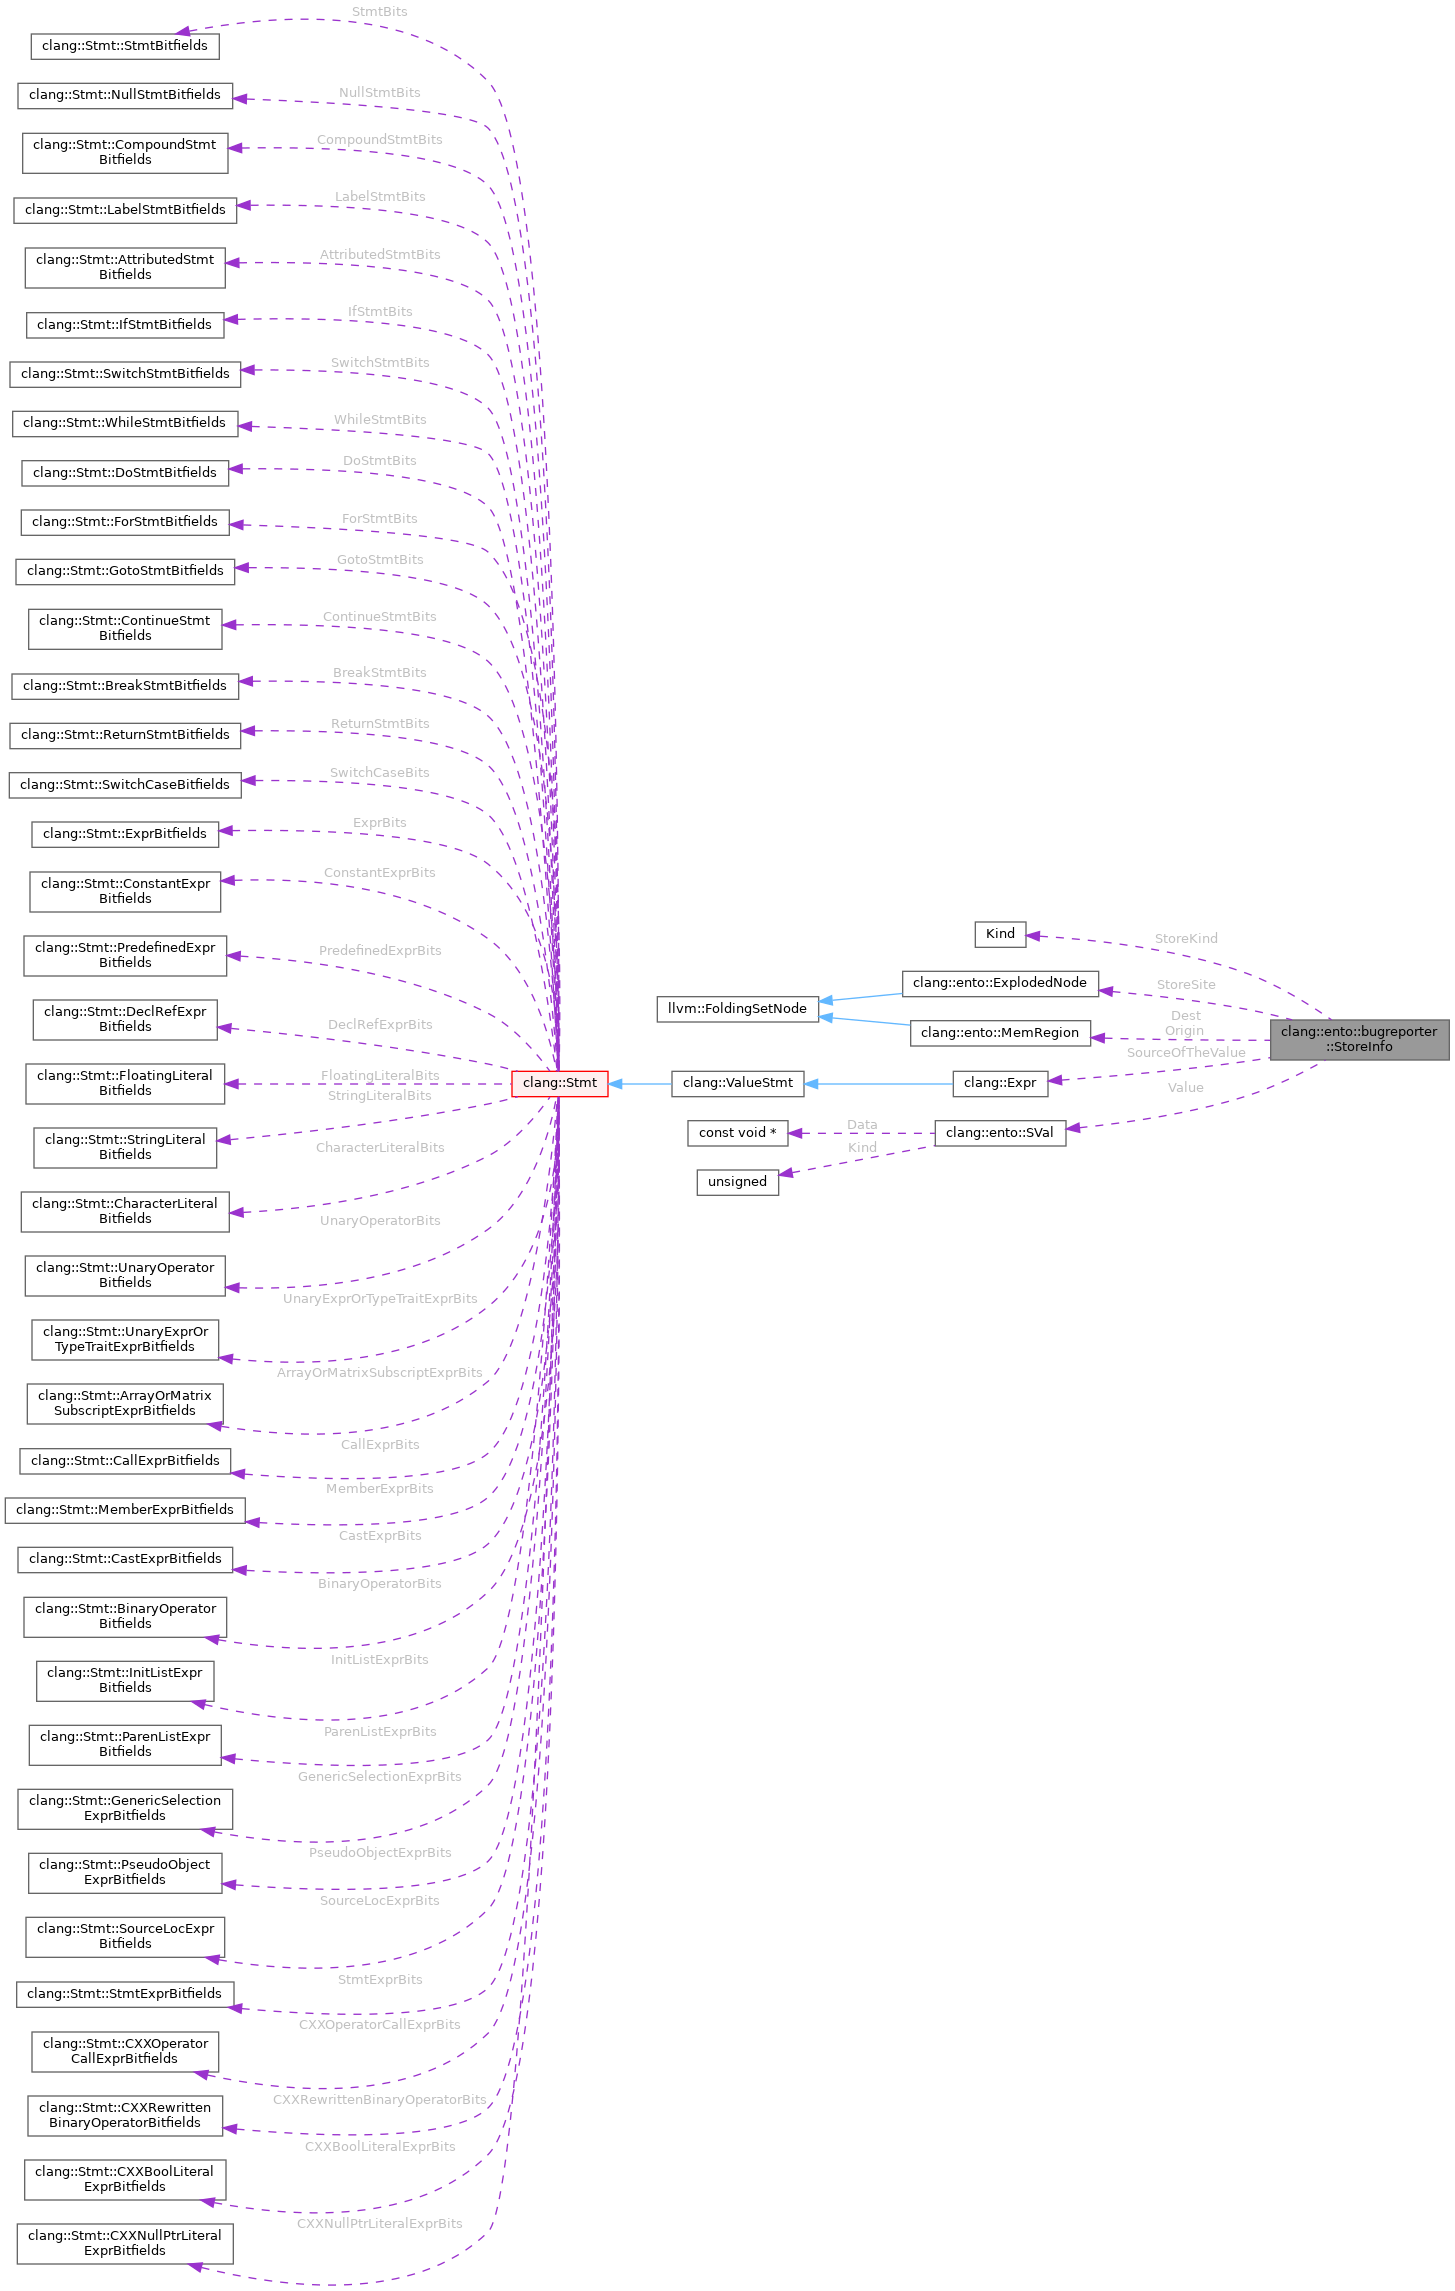 StmtBits
clang::Stmt::StmtBitfields
NullStmtBits
clang::Stmt::NullStmtBitfields
CompoundStmtBits
clang::Stmt::CompoundStmt
Bitfields
LabelStmtBits
clang::Stmt::LabelStmtBitfields
AttributedStmtBits
clang::Stmt::AttributedStmt
Bitfields
IfStmtBits
clang::Stmt::IfStmtBitfields
SwitchStmtBits
clang::Stmt::SwitchStmtBitfields
WhileStmtBits
clang::Stmt::WhileStmtBitfields
DoStmtBits
clang::Stmt::DoStmtBitfields
ForStmtBits
clang::Stmt::ForStmtBitfields
GotoStmtBits
clang::Stmt::GotoStmtBitfields
ContinueStmtBits
clang::Stmt::ContinueStmt
Bitfields
BreakStmtBits
clang::Stmt::BreakStmtBitfields
ReturnStmtBits
clang::Stmt::ReturnStmtBitfields
SwitchCaseBits
clang::Stmt::SwitchCaseBitfields
ExprBits
clang::Stmt::ExprBitfields
ConstantExprBits
clang::Stmt::ConstantExpr
Bitfields
PredefinedExprBits
clang::Stmt::PredefinedExpr
Bitfields
DeclRefExprBits
clang::Stmt::DeclRefExpr
Bitfields
FloatingLiteralBits
clang::Stmt::FloatingLiteral
Bitfields
StringLiteralBits
clang::Stmt::StringLiteral
Bitfields
CharacterLiteralBits
clang::Stmt::CharacterLiteral
Bitfields
UnaryOperatorBits
clang::Stmt::UnaryOperator
Bitfields
UnaryExprOrTypeTraitExprBits
clang::Stmt::UnaryExprOr
TypeTraitExprBitfields
ArrayOrMatrixSubscriptExprBits
clang::Stmt::ArrayOrMatrix
SubscriptExprBitfields
CallExprBits
clang::Stmt::CallExprBitfields
MemberExprBits
clang::Stmt::MemberExprBitfields
CastExprBits
clang::Stmt::CastExprBitfields
BinaryOperatorBits
clang::Stmt::BinaryOperator
Bitfields
InitListExprBits
clang::Stmt::InitListExpr
Bitfields
ParenListExprBits
clang::Stmt::ParenListExpr
Bitfields
GenericSelectionExprBits
clang::Stmt::GenericSelection
ExprBitfields
PseudoObjectExprBits
clang::Stmt::PseudoObject
ExprBitfields
SourceLocExprBits
clang::Stmt::SourceLocExpr
Bitfields
StmtExprBits
clang::Stmt::StmtExprBitfields
CXXOperatorCallExprBits
clang::Stmt::CXXOperator
CallExprBitfields
CXXRewrittenBinaryOperatorBits
clang::Stmt::CXXRewritten
BinaryOperatorBitfields
CXXBoolLiteralExprBits
clang::Stmt::CXXBoolLiteral
ExprBitfields
CXXNullPtrLiteralExprBits
clang::Stmt::CXXNullPtrLiteral
ExprBitfields
clang::Stmt
clang::ValueStmt
clang::Expr
llvm::FoldingSetNode
clang::ento::ExplodedNode
clang::ento::MemRegion
const void *
unsigned
Data
Kind
clang::ento::SVal
Kind
StoreKind
StoreSite
Dest
Origin
SourceOfTheValue
Value
clang::ento::bugreporter
::StoreInfo